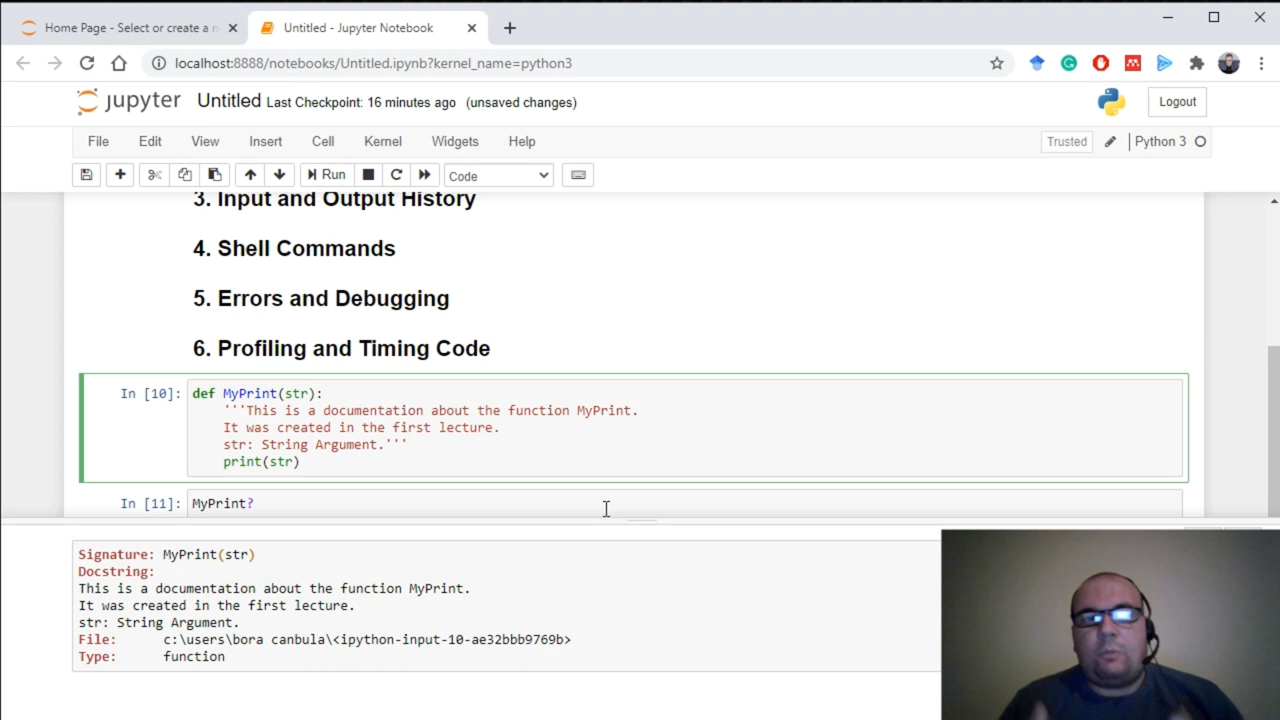 Home Page - Select or create a n
Untitled - Jupyter Notebook
localhost:8888/notebooks/Untitled.ipynb?kernel_name=python3
jupyter Untitled Last Checkpoint: 16 minutes ago (unsaved changes)
Logout
File Edit View Insert Cell Kernel Widgets Help
Trusted Python 3
Run Code
3. Input and Output History
4. Shell Commands
5. Errors and Debugging
6. Profiling and Timing Code
In [10]: def MyPrint(str):
'''This is a documentation about the function MyPrint.
It was created in the first lecture.
str: String Argument.'''
print(str)
In [11]: MyPrint?
Signature: MyPrint(str)
Docstring:
This is a documentation about the function MyPrint.
It was created in the first lecture.
str: String Argument.
File: c:\users\bora canbula\<ipython-input-10-ae32bbb9769b>
Type: function